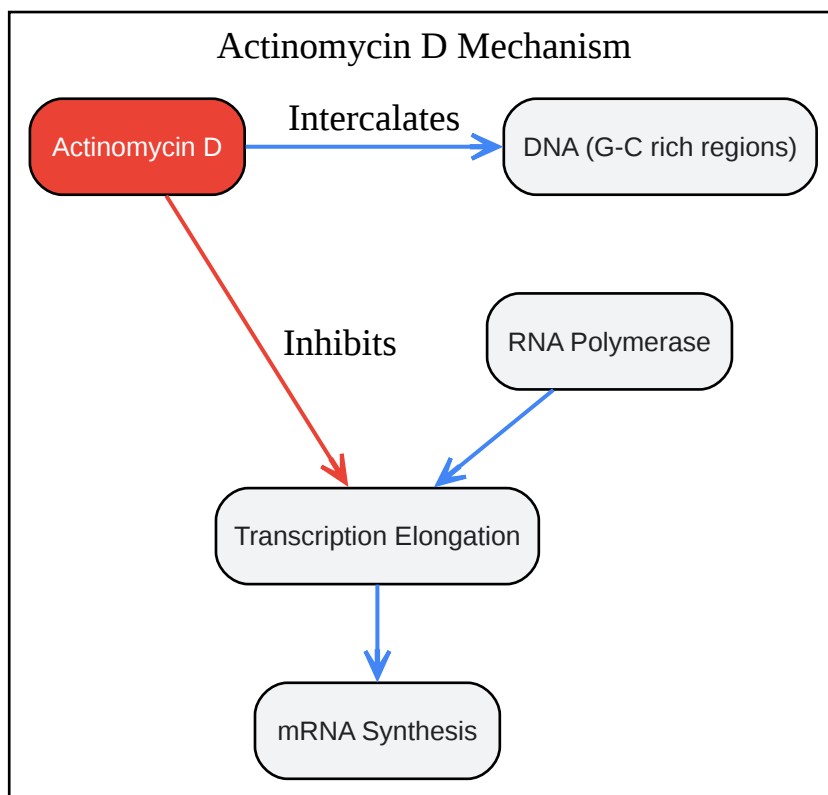 Actinomycin D Mechanism
Intercalates
Actinomycin D
DNA (G-C rich regions)
Inhibits
RNA Polymerase
Transcription Elongation
mRNA Synthesis